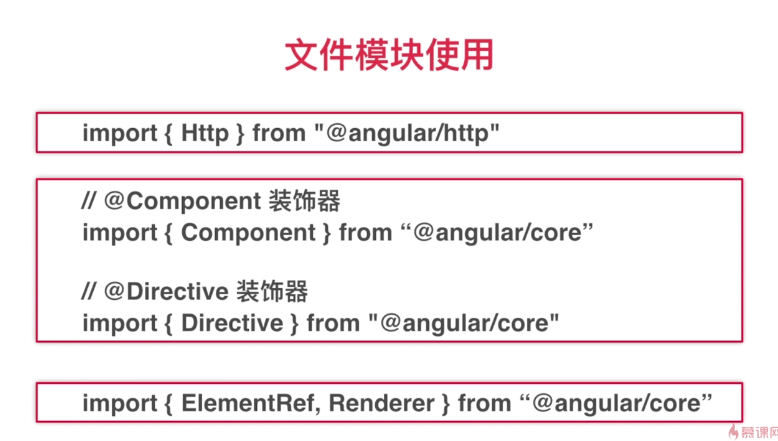 文件模块使用
import { Http } from "@angular/http"
// @Component 装饰器
import { Component } from “@angular/core”
// @Directive 装饰器
import { Directive } from "@angular/core"
import { ElementRef, Renderer } from “@angular/core”
慕课网